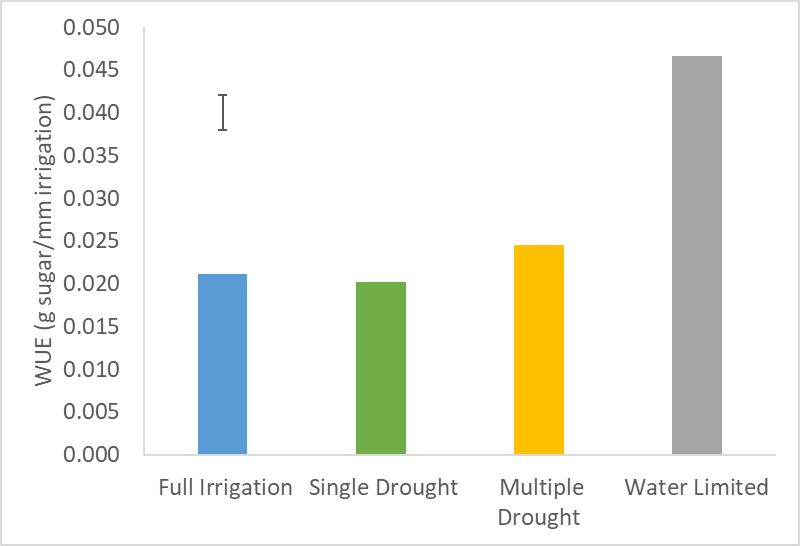 0.050
0.045
0.040
0.035
0.030
0.025
0.020
0.015
0.010
0.005
0.000
WUE (g sugar/mm irrigation)
Full Irrigation
Single Drought
Multiple
Drought
Water Limited